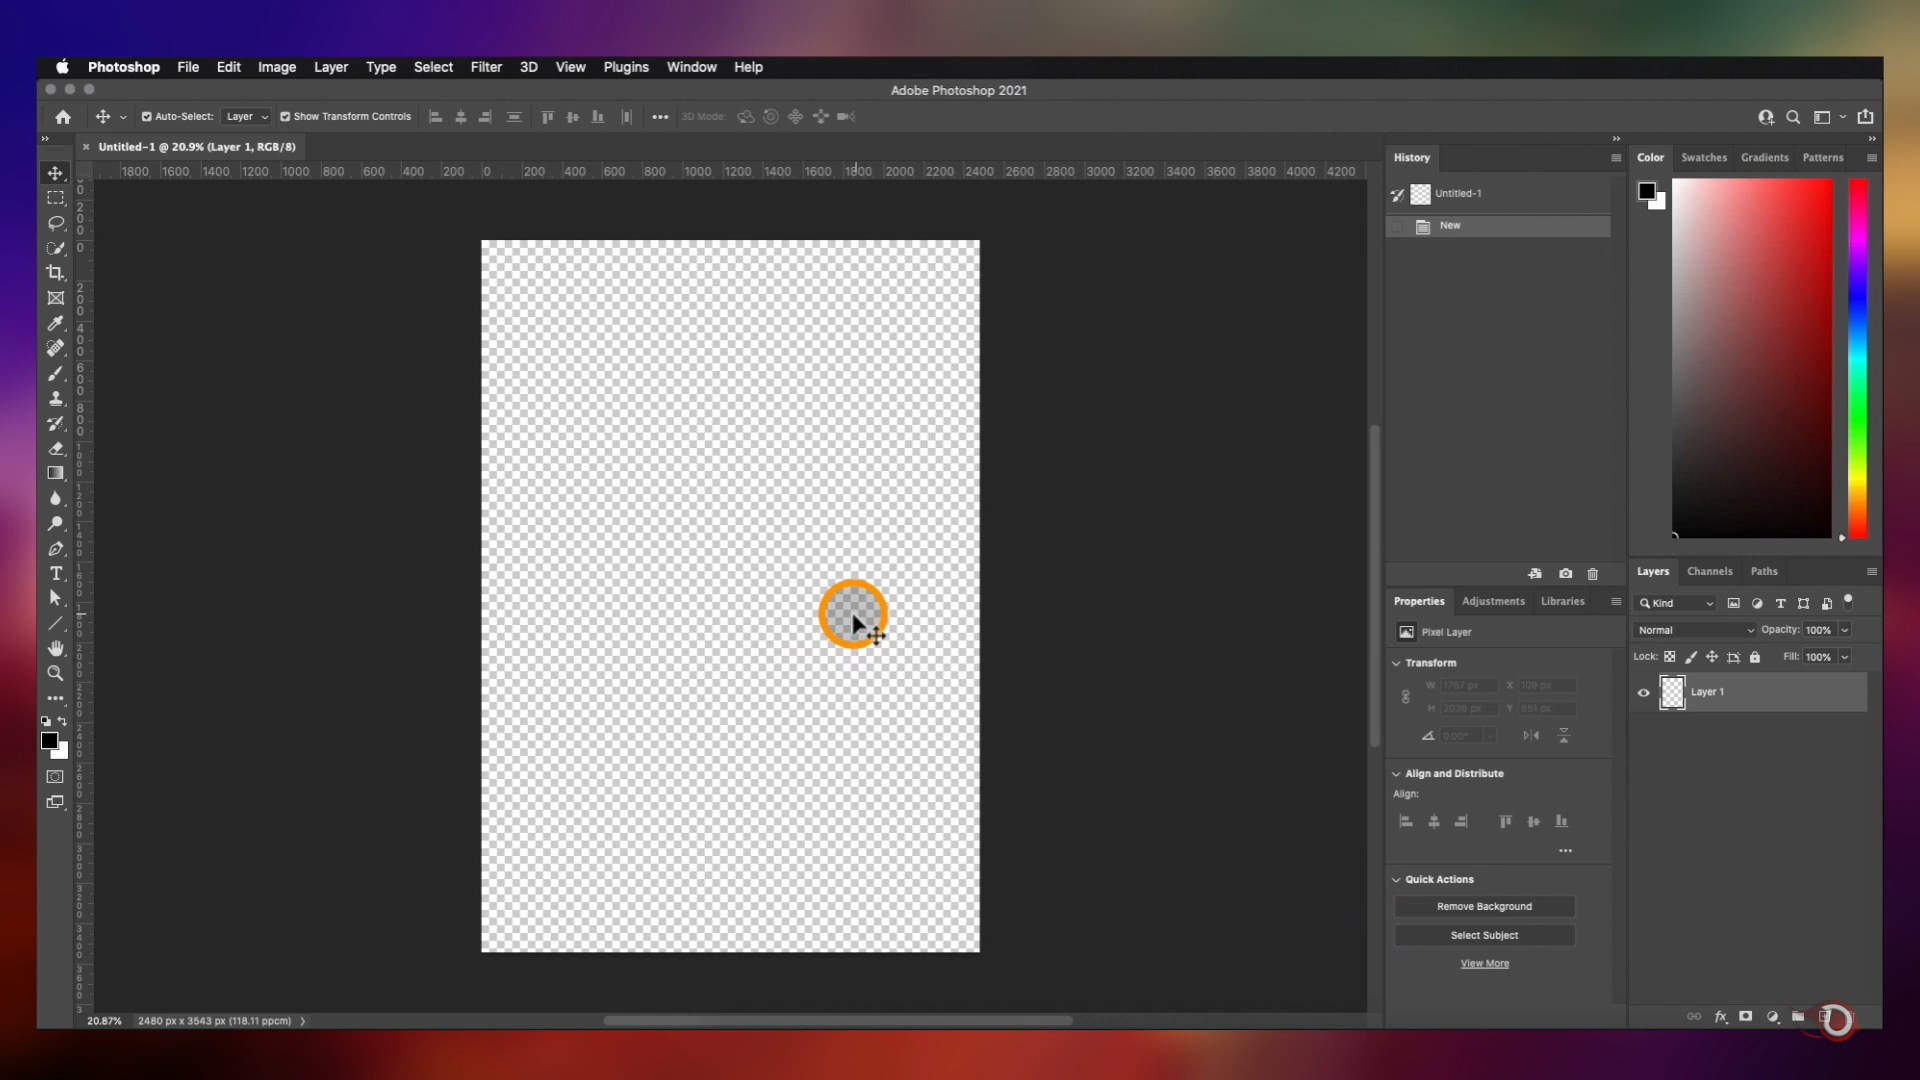 Photoshop File Edit Image Layer Type Select Filter 3D View Plugins Window Help
Adobe Photoshop 2021
Auto-Select: Layer Show Transform Controls 3D Mode:
Untitled-1 @ 20.9% (Layer 1, RGB/8)
1800 1600 1400 1200 1000 800 600 400 200 0 200 400 600 800 1000 1200 1400 1600 1800 2000 2200 2400 2600 2800 3000 3200 3400 3600 3800 4000 4200
History
Untitled-1
New
Color Swatches Gradients Patterns
Properties Adjustments Libraries
Pixel Layer
Transform
W 1767 px X 109 px
H 2036 px Y 851 px
0.00°
Align and Distribute
Align:
Quick Actions
Remove Background
Select Subject
View More
Layers Channels Paths
Kind
Normal Opacity: 100%
Lock: Fill: 100%
Layer 1
fx
20.87% 2480 px x 3543 px (118.11 ppcm)